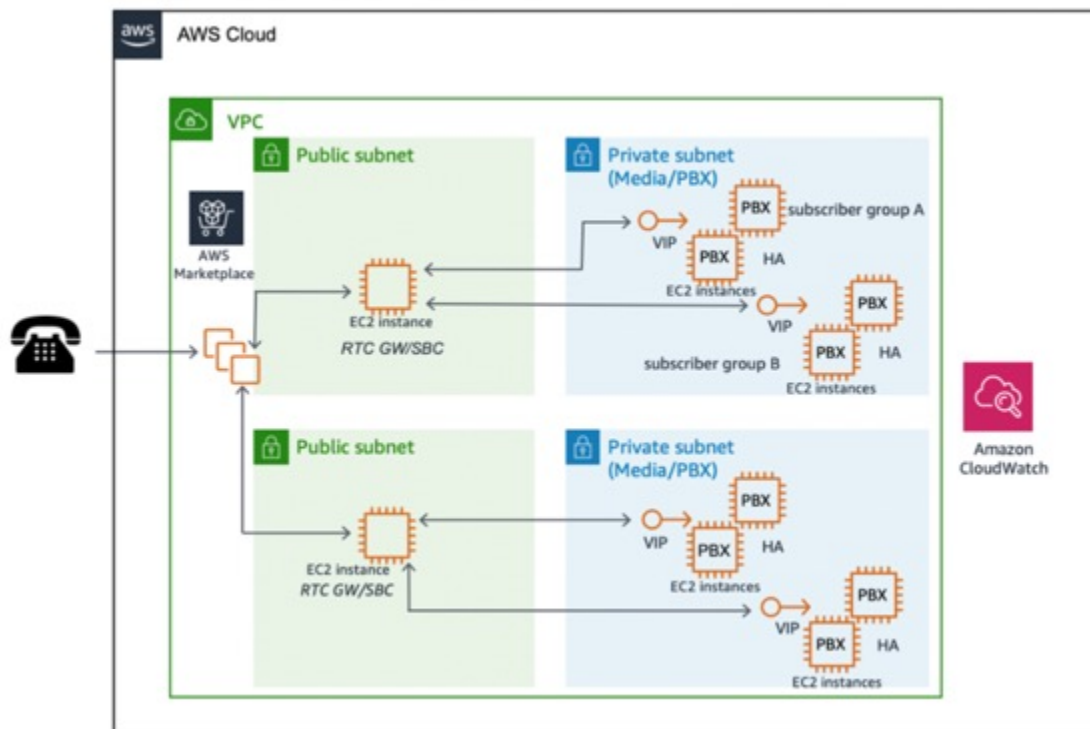 aws
AWS Cloud
VPC
Public subnet
Private subnet
(Media/PBX)
PBX
subscriber group A
VIP
PBX
HA
EC2 instances
AWS
Marketplace
EC2 instance
RTC GW/SBC
PBX
VIP
PBX
HA
subscriber group B
EC2 instances
Public subnet
Private subnet
(Media/PBX)
Amazon
CloudWatch
PBX
VIP
PBX
HA
EC2 instances
EC2 instance
RTC GW/SBC
PBX
VIP
PBX
HA
EC2 instances